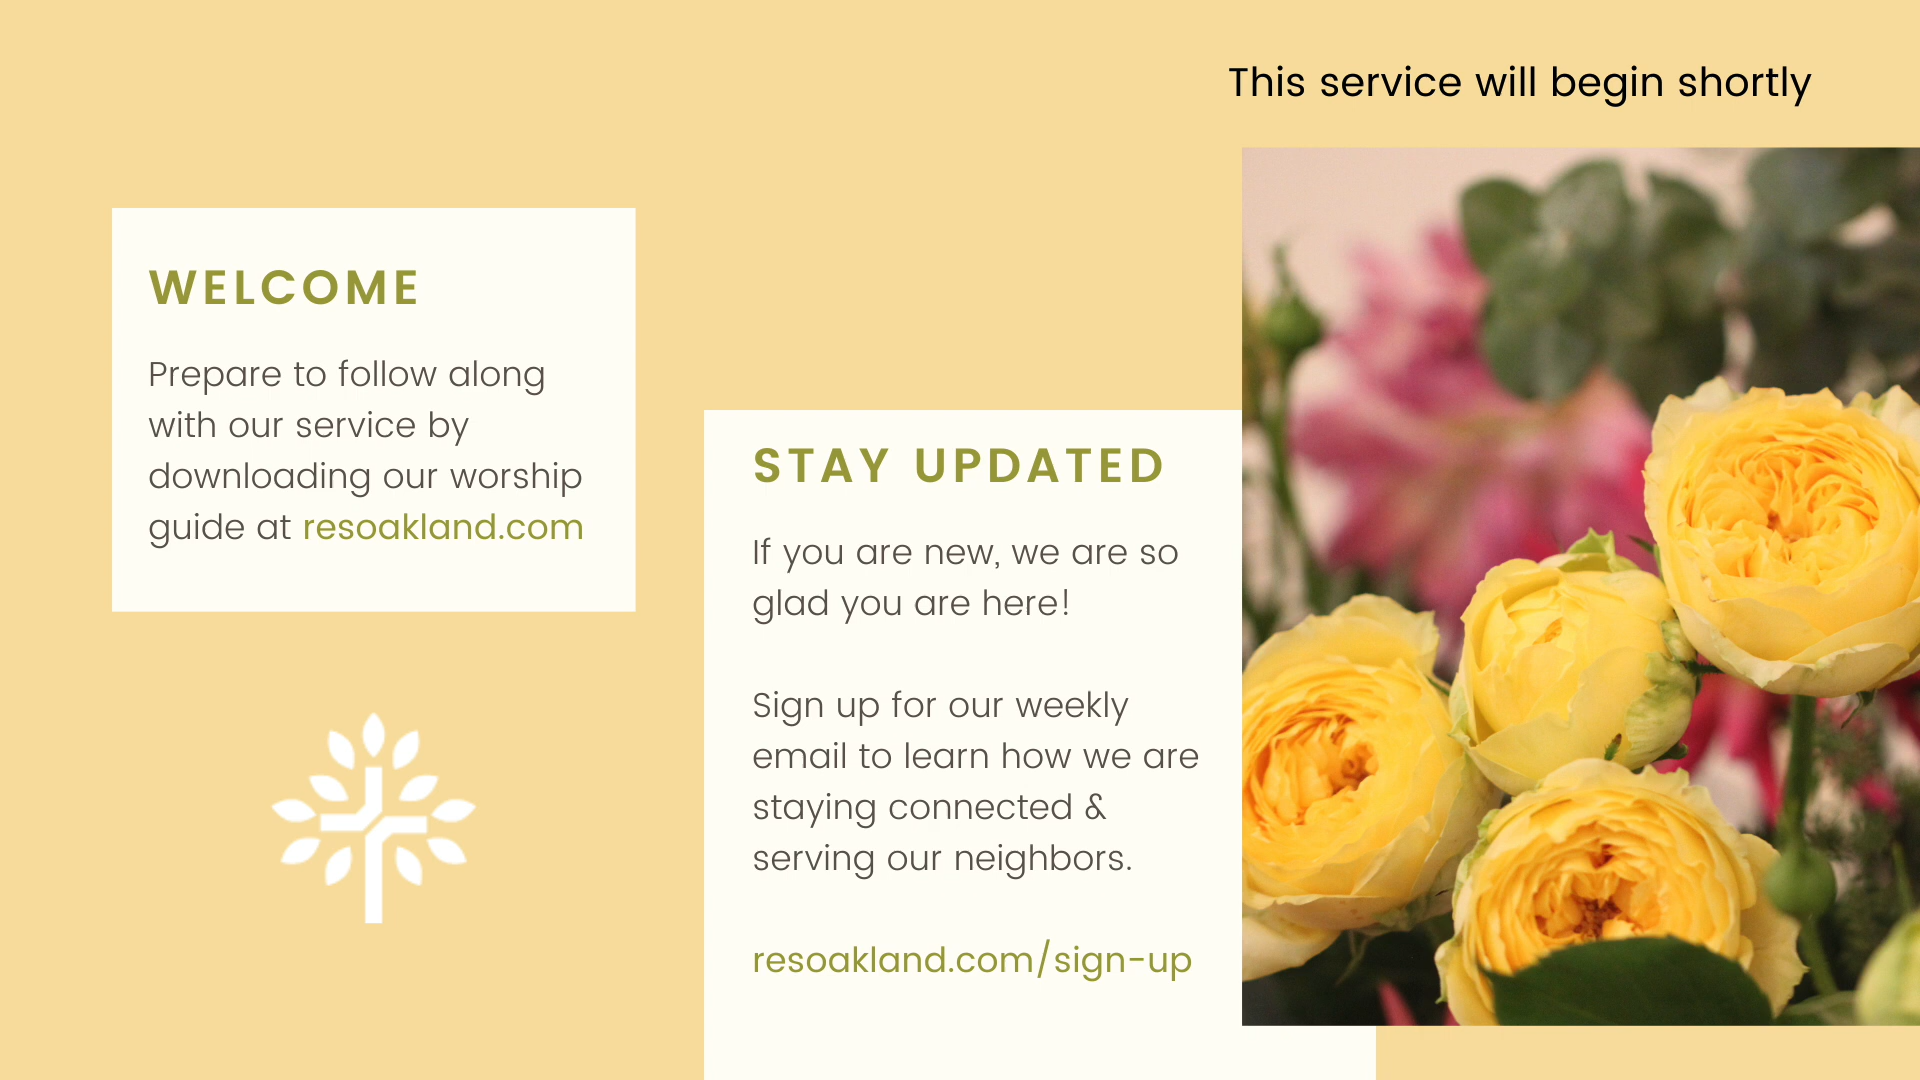 This service will begin shortly
WELCOME
Prepare to follow along
with our service by
downloading our worship
guide at resoakland.com
STAY UPDATED
If you are new, we are so
glad you are here!
Sign up for our weekly
email to learn how we are
staying connected &
serving our neighbors.
resoakland.com/sign-up